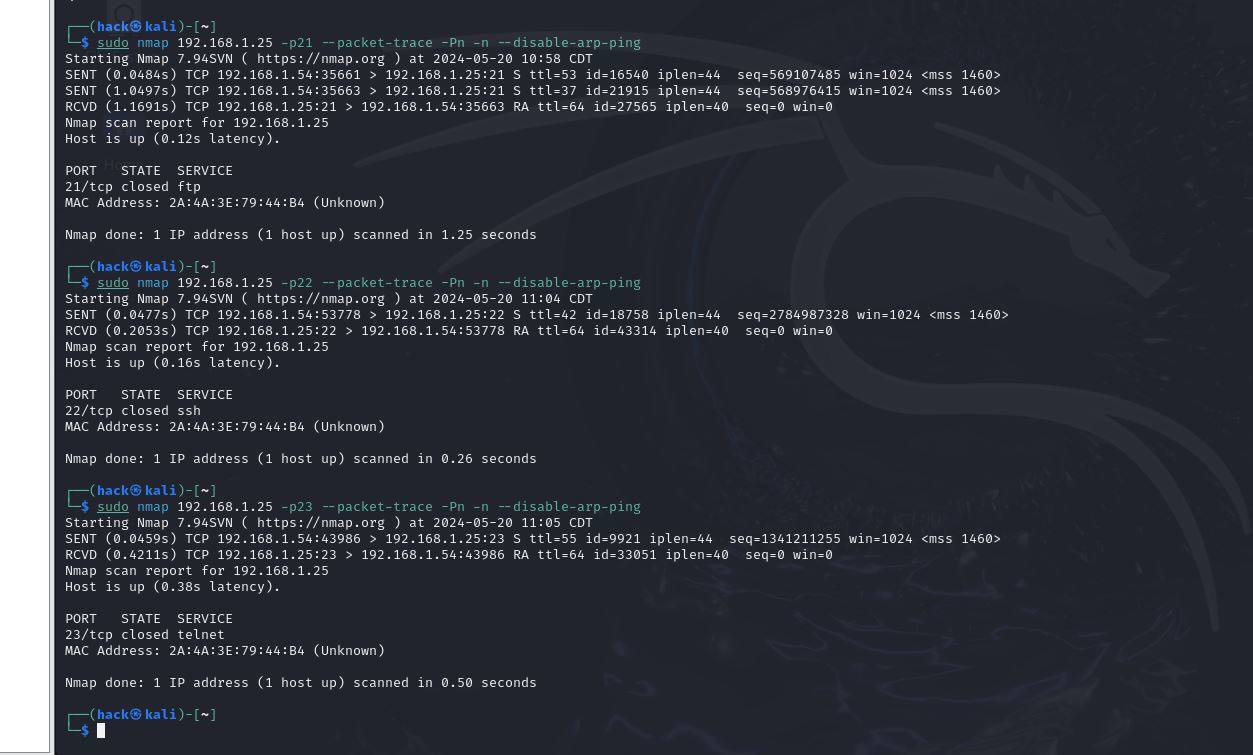 ┌──(hack㉿kali)-[~]
└─$ sudo nmap 192.168.1.25 -p21 --packet-trace -Pn -n --disable-arp-ping
Starting Nmap 7.94SVN ( https://nmap.org ) at 2024-05-20 10:58 CDT
SENT (0.0484s) TCP 192.168.1.54:35661 > 192.168.1.25:21 S ttl=53 id=16540 iplen=44  seq=569107485 win=1024 <mss 1460>
SENT (1.0497s) TCP 192.168.1.54:35663 > 192.168.1.25:21 S ttl=37 id=21915 iplen=44  seq=568976415 win=1024 <mss 1460>
RCVD (1.1691s) TCP 192.168.1.25:21 > 192.168.1.54:35663 RA ttl=64 id=27565 iplen=40  seq=0 win=0
Nmap scan report for 192.168.1.25
Host is up (0.12s latency).
PORT   STATE  SERVICE
21/tcp closed ftp
MAC Address: 2A:4A:3E:79:44:B4 (Unknown)
Nmap done: 1 IP address (1 host up) scanned in 1.25 seconds
┌──(hack㉿kali)-[~]
└─$ sudo nmap 192.168.1.25 -p22 --packet-trace -Pn -n --disable-arp-ping
Starting Nmap 7.94SVN ( https://nmap.org ) at 2024-05-20 11:04 CDT
SENT (0.0477s) TCP 192.168.1.54:53778 > 192.168.1.25:22 S ttl=42 id=18758 iplen=44  seq=2784987328 win=1024 <mss 1460>
RCVD (0.2053s) TCP 192.168.1.25:22 > 192.168.1.54:53778 RA ttl=64 id=43314 iplen=40  seq=0 win=0
Nmap scan report for 192.168.1.25
Host is up (0.16s latency).
PORT   STATE  SERVICE
22/tcp closed ssh
MAC Address: 2A:4A:3E:79:44:B4 (Unknown)
Nmap done: 1 IP address (1 host up) scanned in 0.26 seconds
┌──(hack㉿kali)-[~]
└─$ sudo nmap 192.168.1.25 -p23 --packet-trace -Pn -n --disable-arp-ping
Starting Nmap 7.94SVN ( https://nmap.org ) at 2024-05-20 11:05 CDT
SENT (0.0459s) TCP 192.168.1.54:43986 > 192.168.1.25:23 S ttl=55 id=9921 iplen=44  seq=1341211255 win=1024 <mss 1460>
RCVD (0.4211s) TCP 192.168.1.25:23 > 192.168.1.54:43986 RA ttl=64 id=33051 iplen=40  seq=0 win=0
Nmap scan report for 192.168.1.25
Host is up (0.38s latency).
PORT   STATE  SERVICE
23/tcp closed telnet
MAC Address: 2A:4A:3E:79:44:B4 (Unknown)
Nmap done: 1 IP address (1 host up) scanned in 0.50 seconds
┌──(hack㉿kali)-[~]
└─$